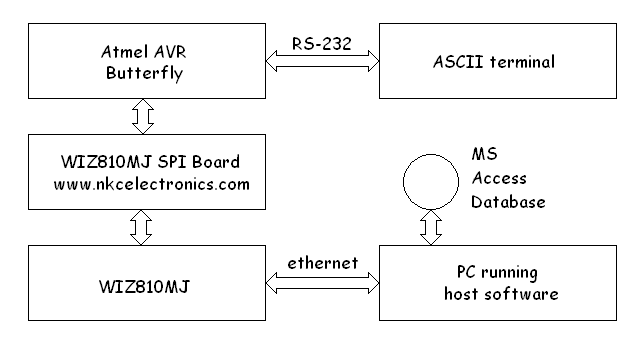 Atmel AVR
Butterfly
RS-232
ASCII terminal
WIZ810MJ SPI Board
www.nkcelectronics.com
MS
Access
Database
WIZ810MJ
ethernet
PC running
host software